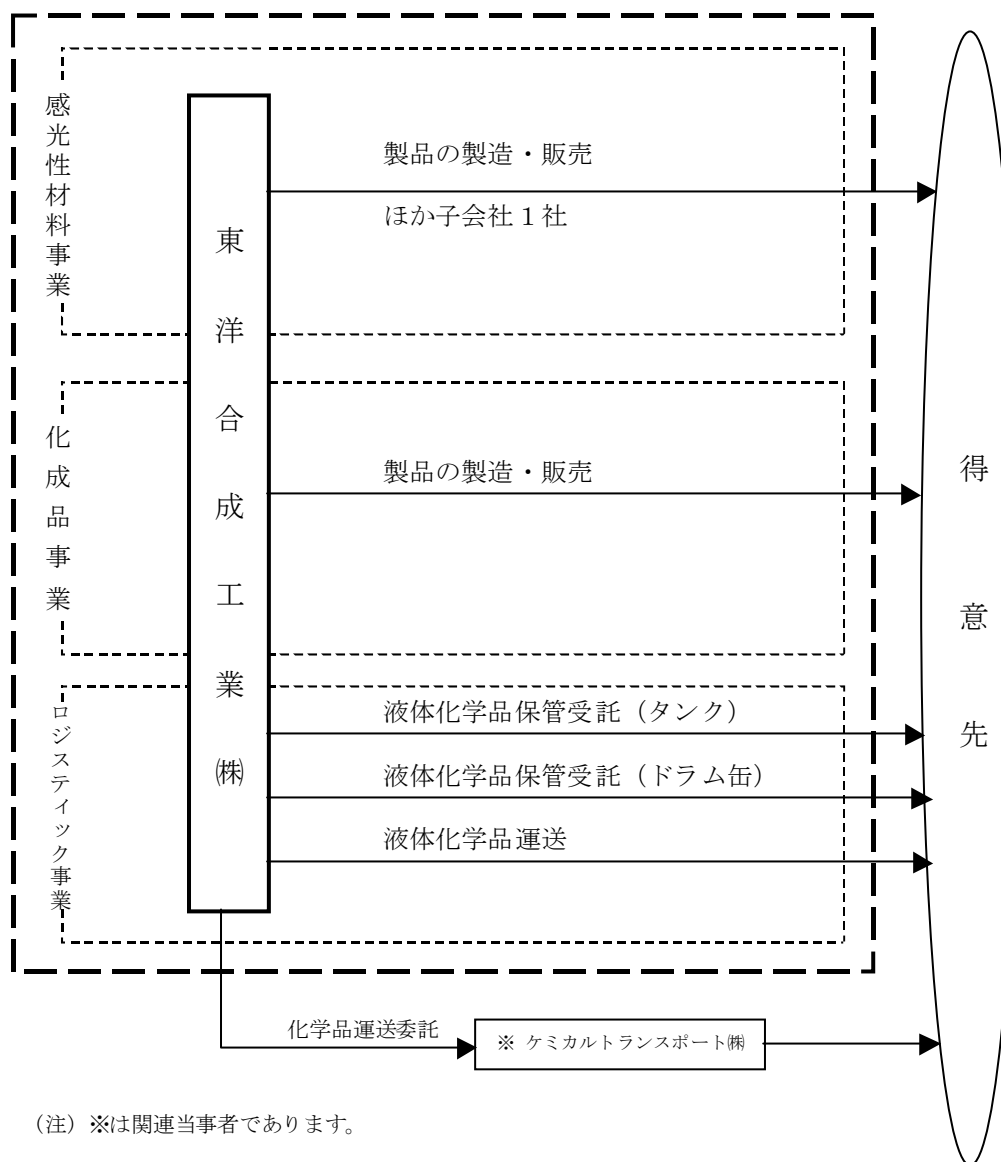 感光性材料事業
東洋合成工業㈱
製品の製造・販売
ほか子会社１社
化成品事業
製品の製造・販売
得意先
ロジスティック事業
液体化学品保管受託（タンク）
液体化学品保管受託（ドラム缶）
液体化学品運送
化学品運送委託
※ ケミカルトランスポート㈱
（注）※は関連当事者であります。